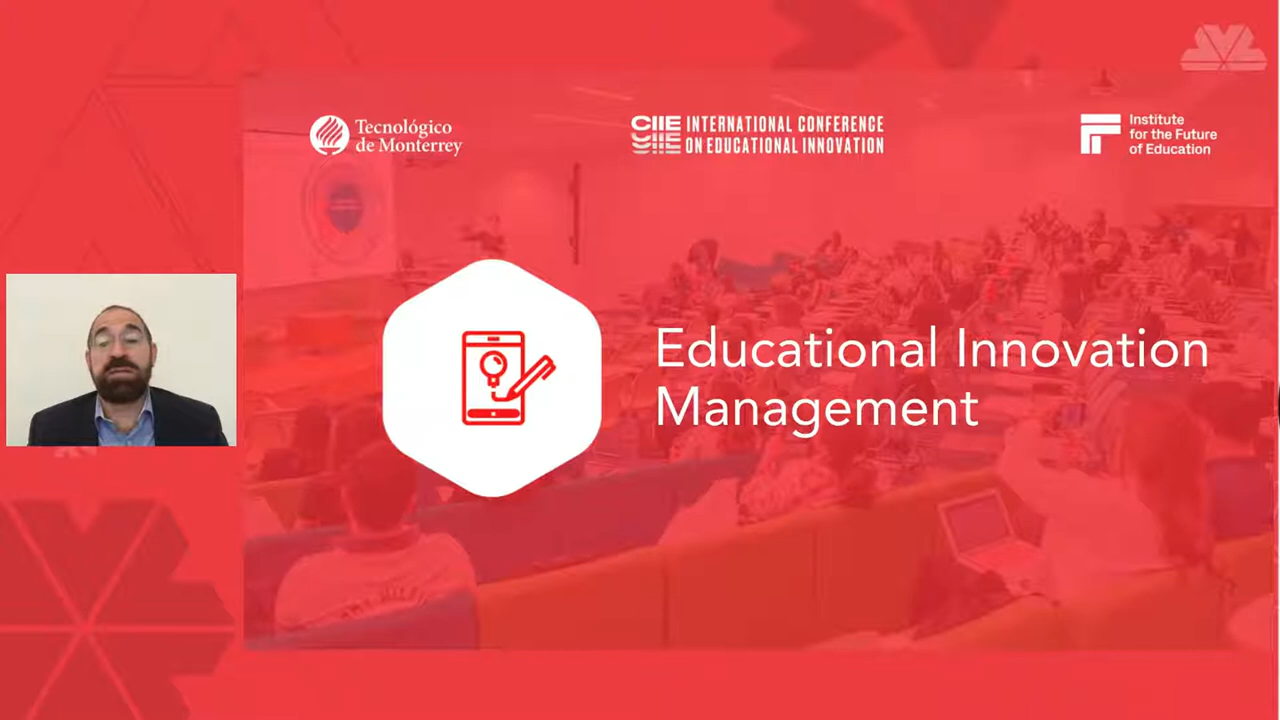 Tecnológico
de Monterrey
CIIE INTERNATIONAL CONFERENCE
ON EDUCATIONAL INNOVATION
Institute
for the Future
of Education
Educational Innovation
Management